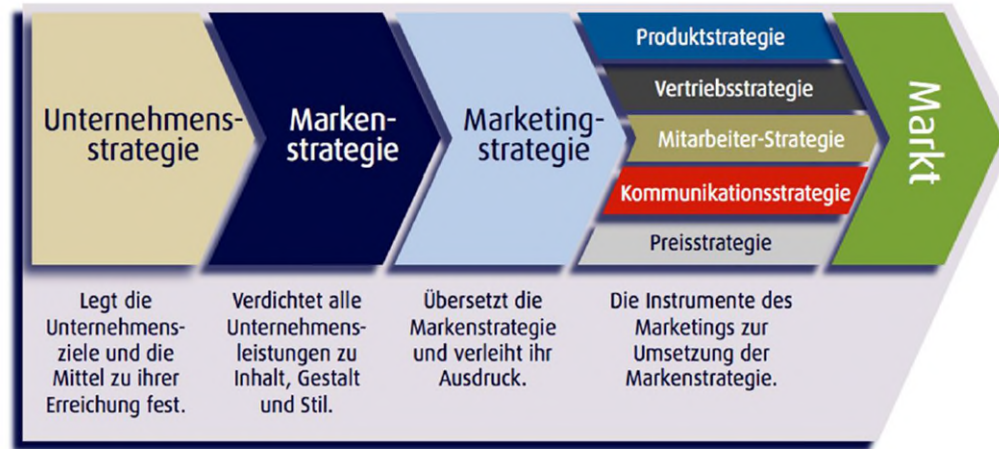 Unternehmens-
strategie
Marken-
strategie
Marketing-
strategie
Produktstrategie
Vertriebsstrategie
Mitarbeiter-Strategie
Kommunikationsstrategie
Preisstrategie
Markt
Legt die
Unternehmens-
ziele und die
Mittel zu ihrer
Erreichung fest.
Verdichtet alle
Unternehmens-
leistungen zu
Inhalt, Gestalt
und Stil.
Übersetzt die
Markenstrategie
und verleiht ihr
Ausdruck.
Die Instrumente des
Marketings zur
Umsetzung der
Markenstrategie.